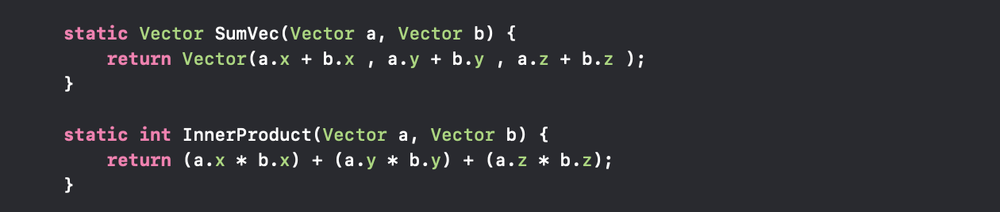 static Vector SumVec(Vector a, Vector b) {
    return Vector(a.x + b.x , a.y + b.y , a.z + b.z );
}

static int InnerProduct(Vector a, Vector b) {
    return (a.x * b.x) + (a.y * b.y) + (a.z * b.z);
}